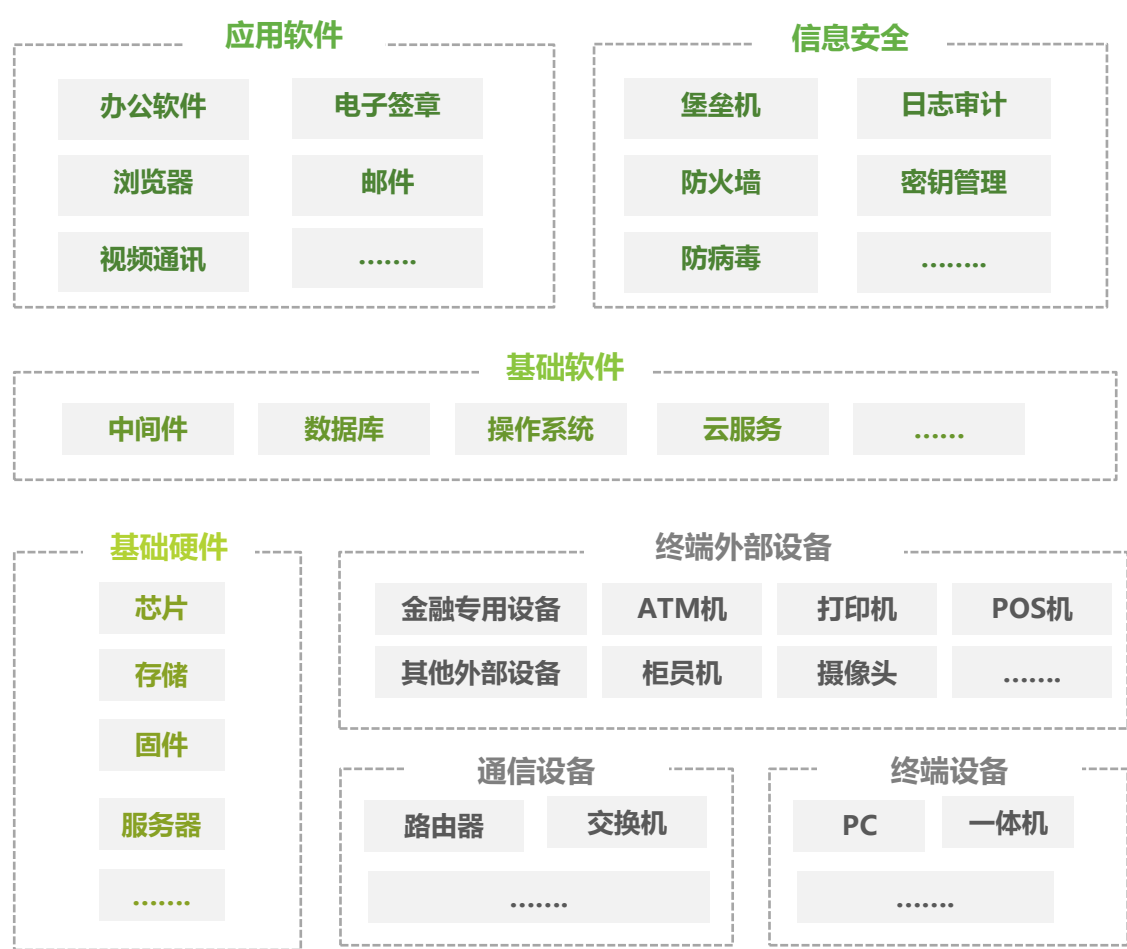 应用软件
办公软件
电子签章
浏览器
邮件
视频通讯
.......
信息安全
堡垒机
日志审计
防火墙
密钥管理
防病毒
........
基础软件
中间件
数据库
操作系统
云服务
......
基础硬件
芯片
存储
固件
服务器
.......
终端外部设备
金融专用设备
ATM机
打印机
POS机
其他外部设备
柜员机
摄像头
.......
通信设备
路由器
交换机
.......
终端设备
PC
一体机
.......